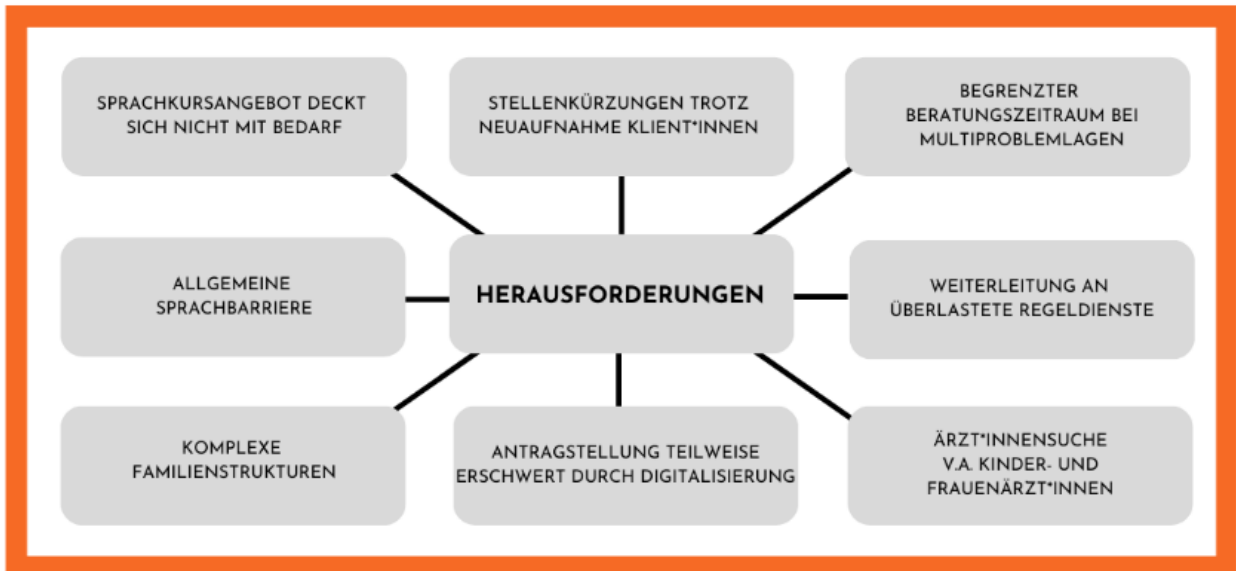 SPRACHKURSANGEBOT DECKT
SICH NICHT MIT BEDARF
STELLENKÜRZUNGEN TROTZ
NEUAUFNAHME KLIENT*INNEN
BEGRENZTER
BERATUNGSZEITRAUM BEI
MULTIPROBLEMLAGEN
ALLGEMEINE
SPRACHBARRIERE
HERAUSFORDERUNGEN
WEITERLEITUNG AN
ÜBERLASTETE REGELDIENSTE
KOMPLEXE
FAMILIENSTRUKTUREN
ANTRAGSTELLUNG TEILWEISE
ERSCHWERT DURCH DIGITALISIERUNG
ÄRZT*INNENSUCHE
V.A. KINDER- UND
FRAUENÄRZT*INNEN